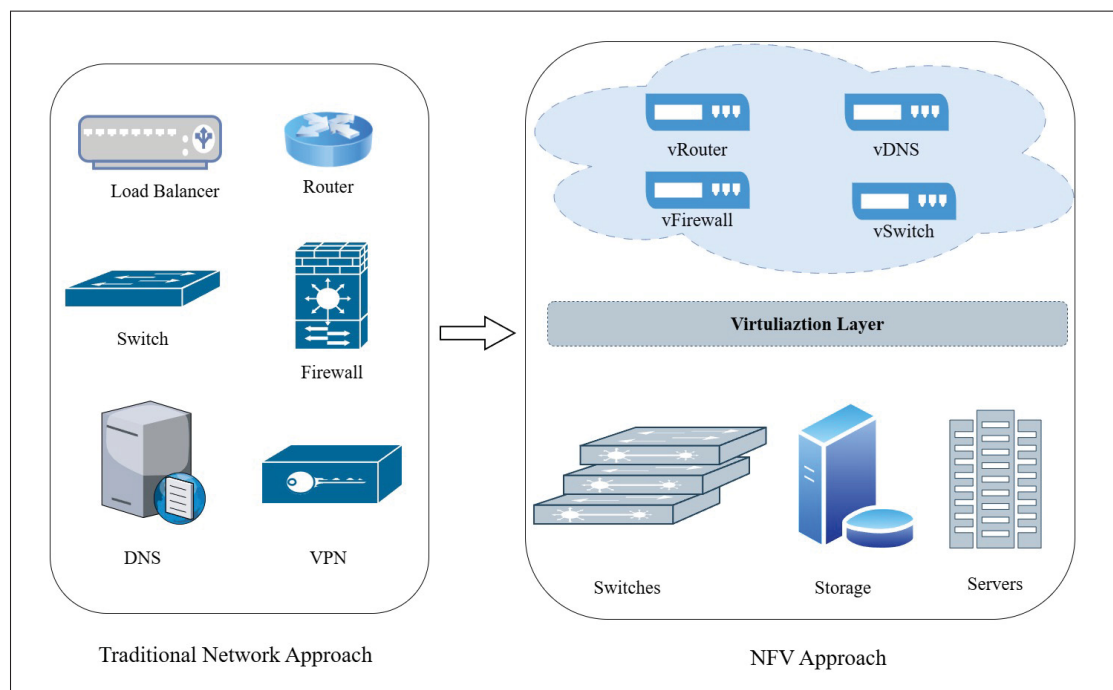 Load Balancer
Router
Switch
Firewall
DNS
VPN
Traditional Network Approach
vRouter
vDNS
vFirewall
vSwitch
Virtuliaztion Layer
Switches
Storage
Servers
NFV Approach